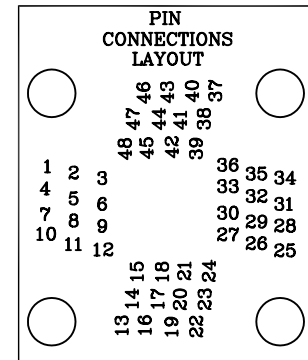 PIN
CONNECTIONS
LAYOUT
46 43 40 37
47 44 41 38
48 45 42 39
1 2 3
4 5 6
7 8 9
10 11 12
36 35 34
33 32 31
30 29 28
27 26 25
15 18 21 24
14 17 20 23
13 16 19 22